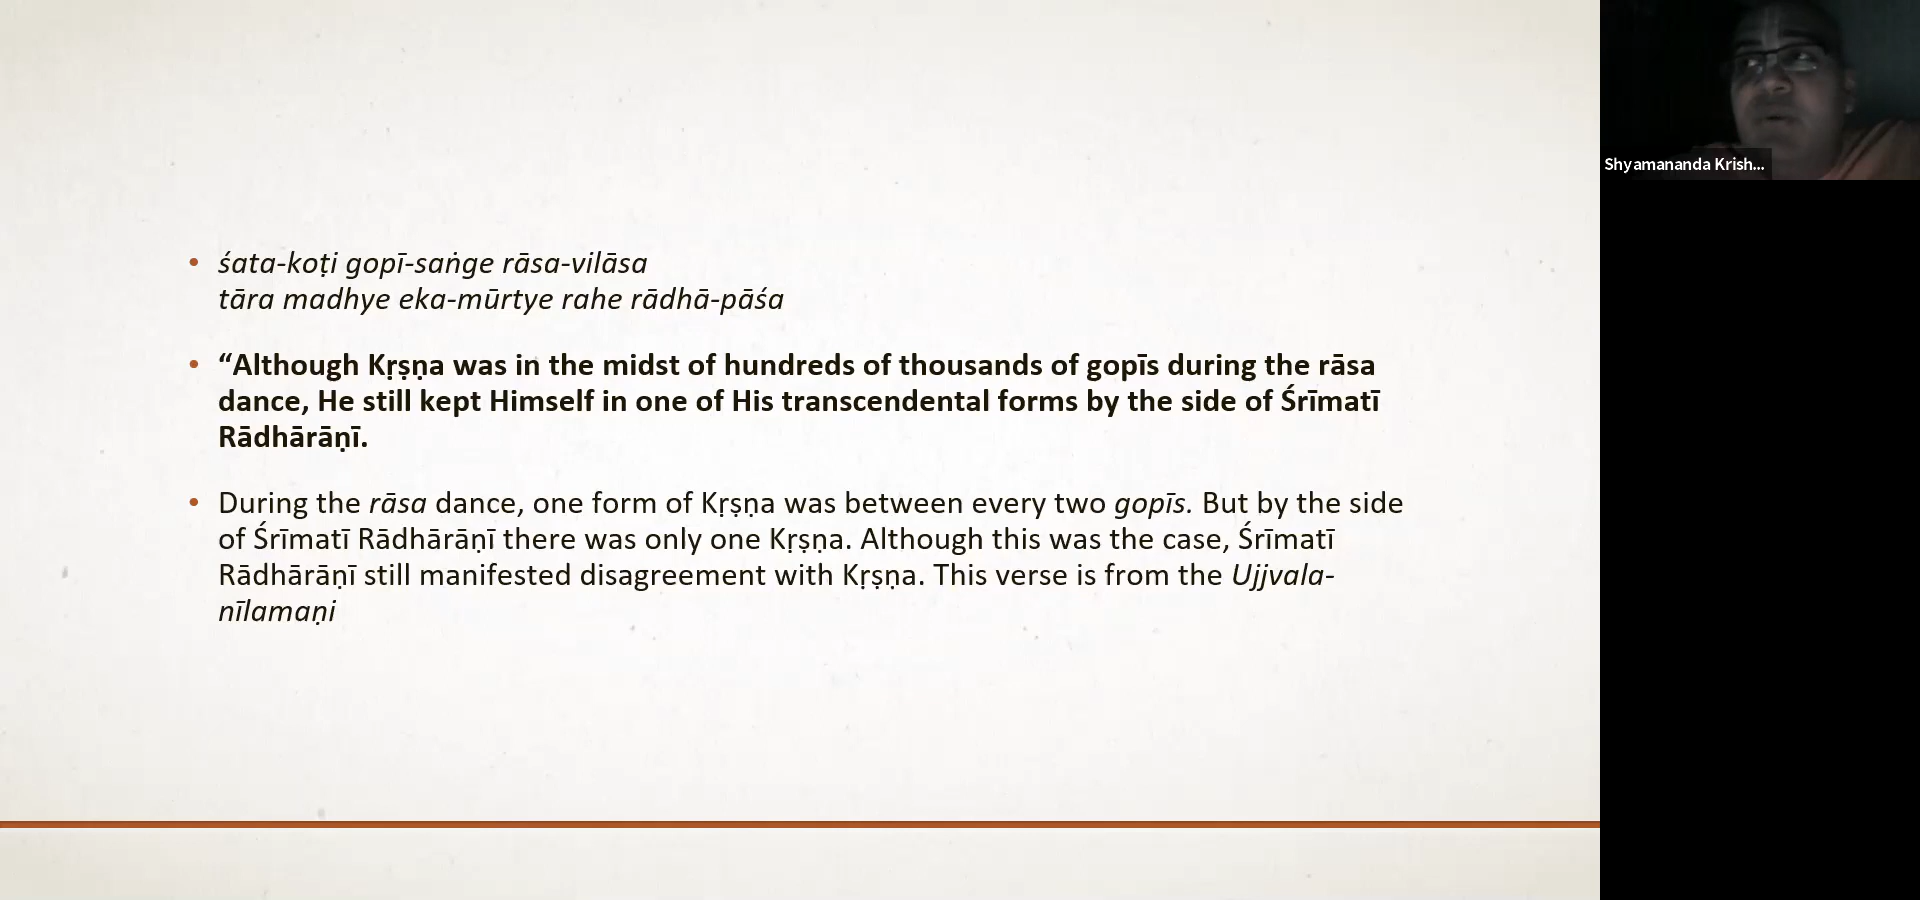 • śata-koṭi gopī-saṅge rāsa-vilāsa
tāra madhye eka-mūrtye rahe rādhā-pāśa
• “Although Kṛṣṇa was in the midst of hundreds of thousands of gopīs during the rāsa
dance, He still kept Himself in one of His transcendental forms by the side of Śrīmatī
Rādhārāṇī.
• During the rāsa dance, one form of Kṛṣṇa was between every two gopīs. But by the side
of Śrīmatī Rādhārāṇī there was only one Kṛṣṇa. Although this was the case, Śrīmatī
Rādhārāṇī still manifested disagreement with Kṛṣṇa. This verse is from the Ujjvala-
nīlamaṇi
Shyamananda Krish...